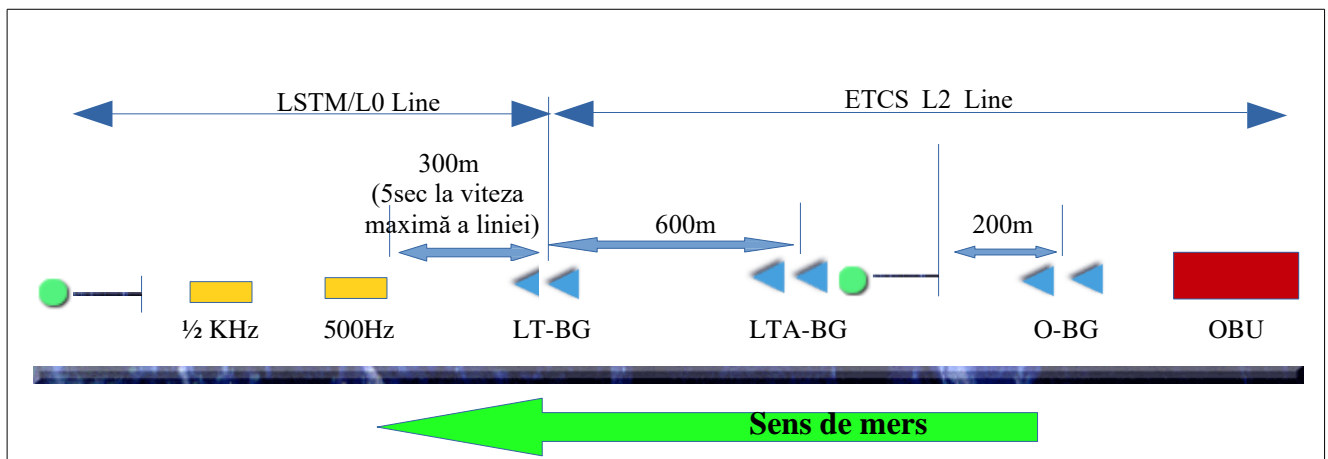 LSTM/L0 Line
ETCS  L2  Line
300m
(5sec la viteza
maximă a liniei)
600m
200m
½ KHz
500Hz
LT-BG
LTA-BG
O-BG
OBU
Sens de mers